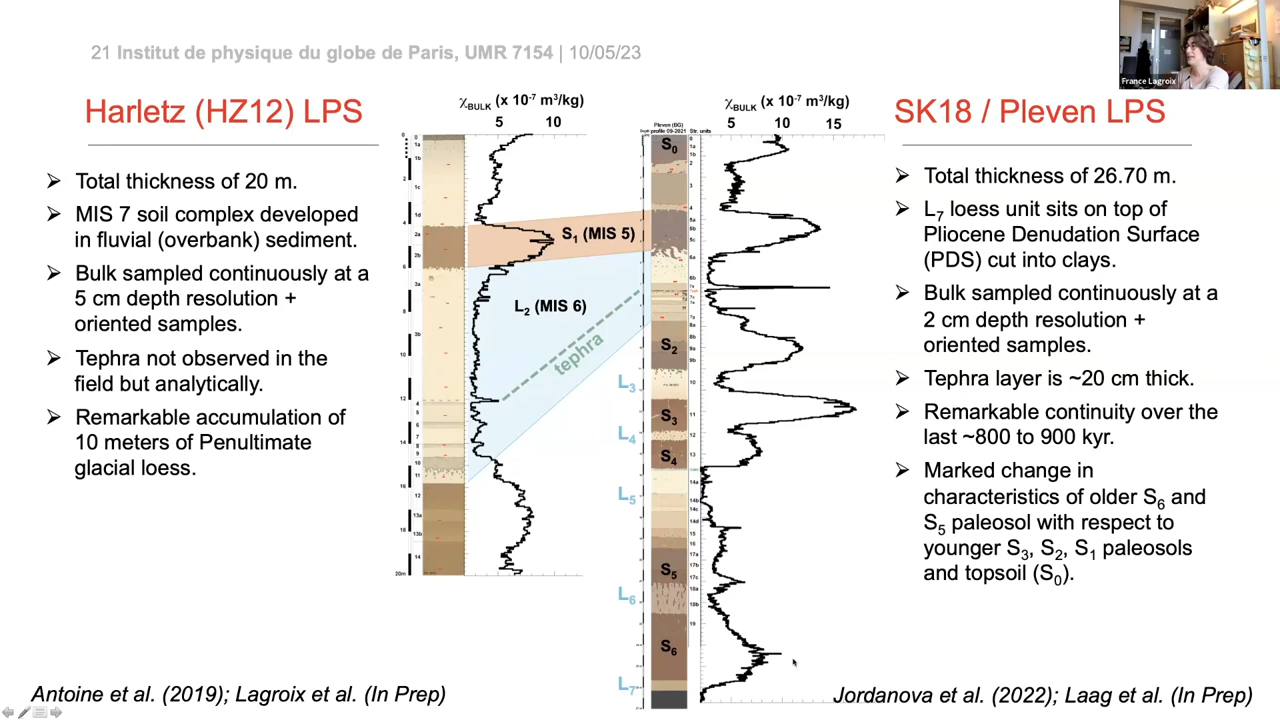 21 Institut de physique du globe de Paris, UMR 7154 | 10/05/23
France Lagroix
Harletz (HZ12) LPS
➢ Total thickness of 20 m.
➢ MIS 7 soil complex developed
in fluvial (overbank) sediment.
➢ Bulk sampled continuously at a
5 cm depth resolution +
oriented samples.
➢ Tephra not observed in the
field but analytically.
➢ Remarkable accumulation of
10 meters of Penultimate
glacial loess.
χBULK (x 10-7 m3/kg)
5 10
S1 (MIS 5)
L2 (MIS 6)
tephra
L3
L4
L5
L6
L7
χBULK (x 10-7 m3/kg)
5 10 15
Pleven (BG)
profile 09-2021
Str. units
S0
S2
S3
S4
S5
S6
SK18 / Pleven LPS
➢ Total thickness of 26.70 m.
➢ L7 loess unit sits on top of
Pliocene Denudation Surface
(PDS) cut into clays.
➢ Bulk sampled continuously at a
2 cm depth resolution +
oriented samples.
➢ Tephra layer is ~20 cm thick.
➢ Remarkable continuity over the
last ~800 to 900 kyr.
➢ Marked change in
characteristics of older S6 and
S5 paleosol with respect to
younger S3, S2, S1 paleosols
and topsoil (S0).
Antoine et al. (2019); Lagroix et al. (In Prep)
Jordanova et al. (2022); Laag et al. (In Prep)